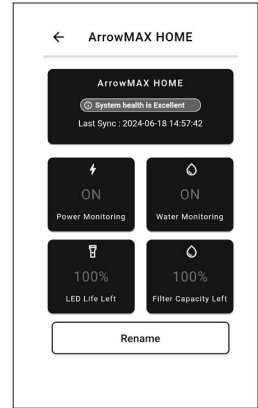 ArrowMAX HOME
ArrowMAX HOME
System health is Excellent
Last Sync : 2024-06-18 14:57:42
ON
Power Monitoring
ON
Water Monitoring
100%
LED Life Left
100%
Filter Capacity Left
Rename